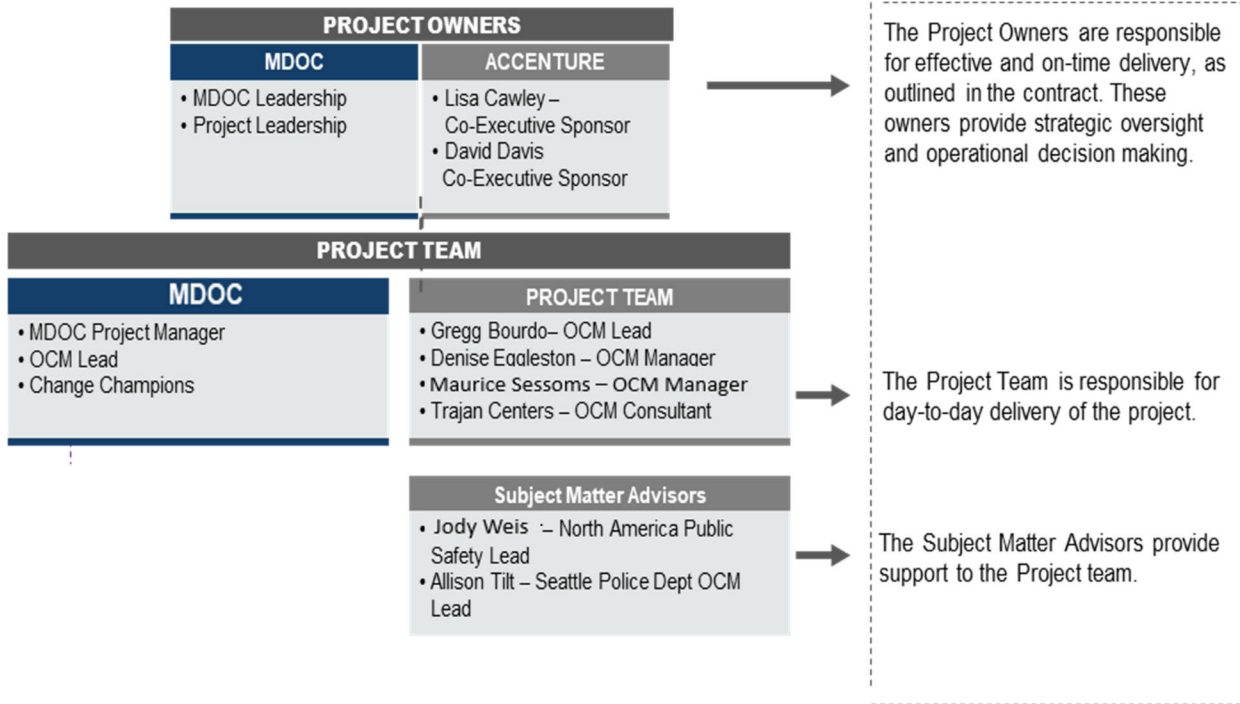 PROJECT OWNERS
MDOC
• MDOC Leadership
• Project Leadership
ACCENTURE
• Lisa Cawley –
Co-Executive Sponsor
• David Davis
Co-Executive Sponsor
The Project Owners are responsible
for effective and on-time delivery, as
outlined in the contract. These
owners provide strategic oversight
and operational decision making.
PROJECT TEAM
MDOC
• MDOC Project Manager
• OCM Lead
• Change Champions
PROJECT TEAM
• Gregg Bourdo– OCM Lead
• Denise Eggleston – OCM Manager
• Maurice Sessoms – OCM Manager
• Trajan Centers – OCM Consultant
The Project Team is responsible for
day-to-day delivery of the project.
Subject Matter Advisors
• Jody Weis – North America Public
Safety Lead
• Allison Tilt – Seattle Police Dept OCM
Lead
The Subject Matter Advisors provide
support to the Project team.